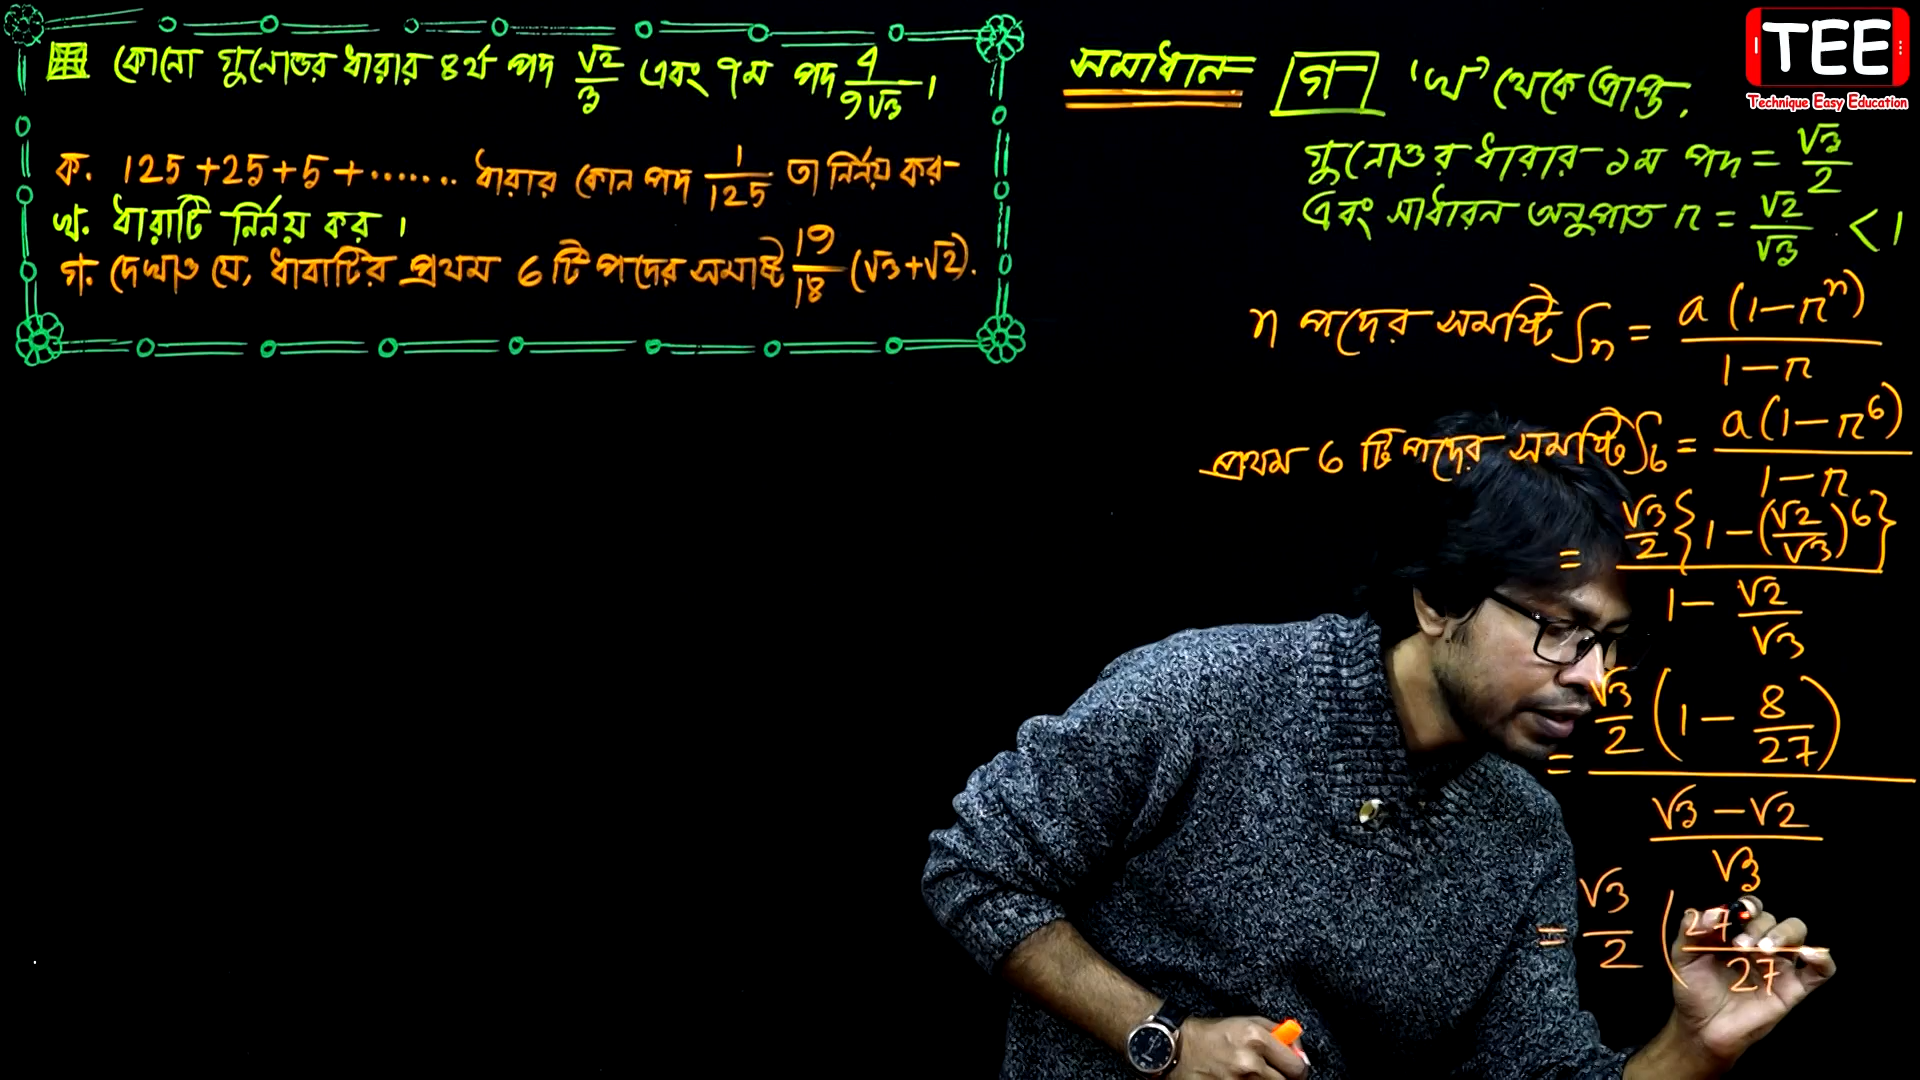 কোনো গুনোত্তর ধারার ৪র্থ পদ √2/3 এবং ৭ম পদ 4/9√3।
ক. 125+25+5+....... ধারার কোন পদ 1/125 তা নির্নয় কর
খ. ধারাটি নির্নয় কর।
গ. দেখাও যে, ধারাটির প্রথম 6 টি পদের সমষ্টি 19/18 (√3+√2).
সমাধান
গ 'খ' থেকে প্রাপ্ত,
গুনোত্তর ধারার ১ম পদ = √3/2
এবং সাধারন অনুপাত r = √2/√3 < 1
n পদের সমষ্টি Sn = a(1-r^n)/1-r
প্রথম 6 টি পদের সমষ্টি S6 = a(1-r^6)/1-r
= √3/2{1-(√2/√3)^6}/1-√2/√3
= √3/2(1-8/27)/√3-√2/√3
= √3/2 (27/27
TEE
Technique Easy Education